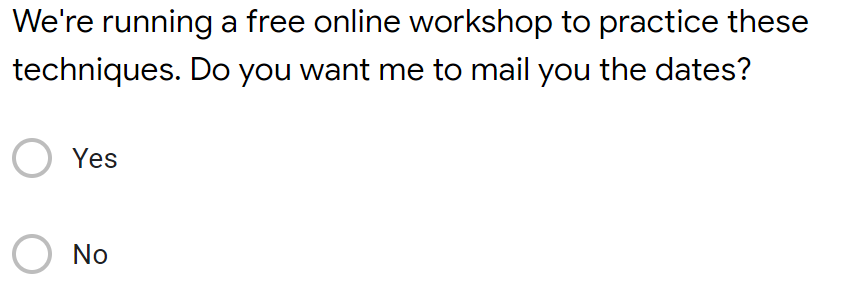 We're running a free online workshop to practice these
techniques. Do you want me to mail you the dates?
Yes
No